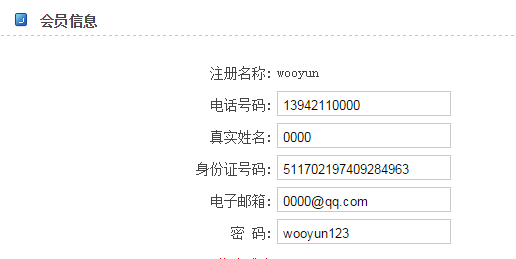 会员信息
注册名称: wooyun
电话号码: 13942110000
真实姓名: 0000
身份证号码: 511702197409284963
电子邮箱: 0000@qq.com
密 码: wooyun123